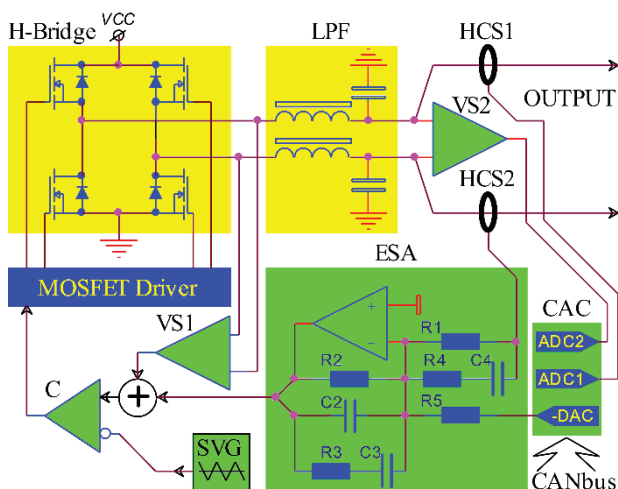 H-Bridge
VCC
LPF
HCS1
VS2
OUTPUT
HCS2
MOSFET Driver
ESA
VS1
CAC
+
-
R1
ADC2
R2
R4
C4
ADC1
C
+
C2
R5
-DAC
SVG
R3
C3
CANbus